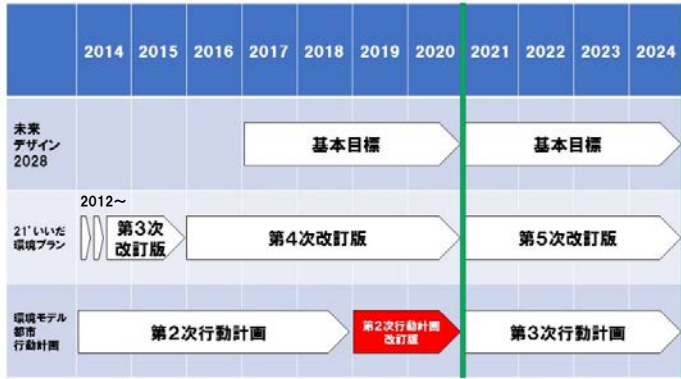 2014 2015 2016 2017 2018 2019 2020 2021 2022 2023 2024
未来
デザイン
2028
基本目標 基本目標
2012～
21'いいだ
環境プラン
第3次
改訂版
第4次改訂版 第5次改訂版
環境モデル
都市
行動計画
第2次行動計画
第2次行動計画
改訂版
第3次行動計画